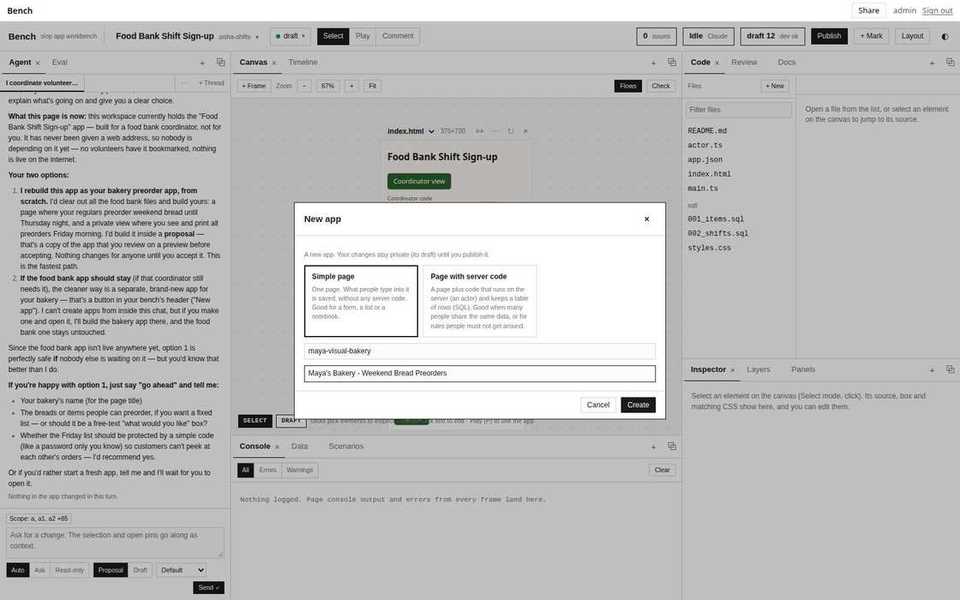 Bench
Share
admin
Sign out
Bench
slop app workbench
Food Bank Shift Sign-up
aisha-shifts
draft
Select
Play
Comment
0 issues
Idle Claude
draft 12 dev ok
Publish
+ Mark
Layout
Agent
Eval
I coordinate volunteer…
+ Thread
explain what's going on and give you a clear choice.
What this page is now: this workspace currently holds the "Food
Bank Shift Sign-up" app — built for a food bank coordinator, not for
you. It has never been given a web address, so nobody is
depending on it yet — no volunteers have it bookmarked, nothing
is live on the internet.
Your two options:
1. I rebuild this as your bakery preorder app, from
scratch. I'd clear out all the food bank files and build yours: a
page where your regulars preorder weekend bread until
Thursday night, and a private view where you see and print all
preorders Friday morning. I'd build it inside a proposal —
that's a copy of the app that you review on a preview before
accepting. Nothing changes for anyone until you accept it. This
is the fastest path.
2. If the food bank app should stay (if that coordinator still
needs it), the cleaner way is a separate, brand-new app for
your bakery — that's a button in your bench's header ("New
app"). I can't create apps from inside this chat, but if you make
one and open it, I'll build the bakery app there, and the food
bank one stays untouched.
Since the food bank app isn't live anywhere yet, option 1 is
perfectly safe if nobody else is waiting on it — but you'd know that
better than I do.
If you're happy with option 1, just say "go ahead" and tell me:
• Your bakery's name (for the page title)
• The breads or items people can preorder, if you want a fixed
list — or should it be a free-text "what would you like" box?
• Whether the Friday list should be protected by a simple code
(like a password only you know) so customers can't peek at
each other's orders — I'd recommend yes.
Or if you'd rather start a fresh app, tell me and I'll wait for you to
open it.
Nothing in the app changed in this turn.
Scope: a, a1, a2 +85
Ask for a change. The selection and open pins go along as
context.
Auto
Ask
Read-only
Proposal
Draft
Default
Send
Canvas
Timeline
+ Frame
Zoom
−
67%
+
Fit
Flows
Check
index.html
375×720
Food Bank Shift Sign-up
Coordinator view
Coordinator code
New app
×
A new app. Your changes stay private (its draft) until you publish it.
Simple page
One page. What people type into it
is saved, without any server code.
Good for a form, a list or a
notebook.
Page with server code
A page plus code that runs on the
server (an actor) and keeps a table
of rows (SQL). Good when many
people share the same data, or for
rules people must not get around.
maya-visual-bakery
Maya's Bakery - Weekend Bread Preorders
Cancel
Create
SELECT
DRAFT
Console
Data
Scenarios
All
Errors
Warnings
Clear
Nothing logged. Page console output and errors from every frame land here.
Code
Review
Docs
Files
+ New
Filter files
README.md
actor.ts
app.json
index.html
main.ts
sql/
001_items.sql
002_shifts.sql
styles.css
Open a file from the list, or select an element
on the canvas to jump to its source.
Inspector
Layers
Panels
Select an element on the canvas (Select mode, click). Its source, box and
matching CSS show here, and you can edit them.